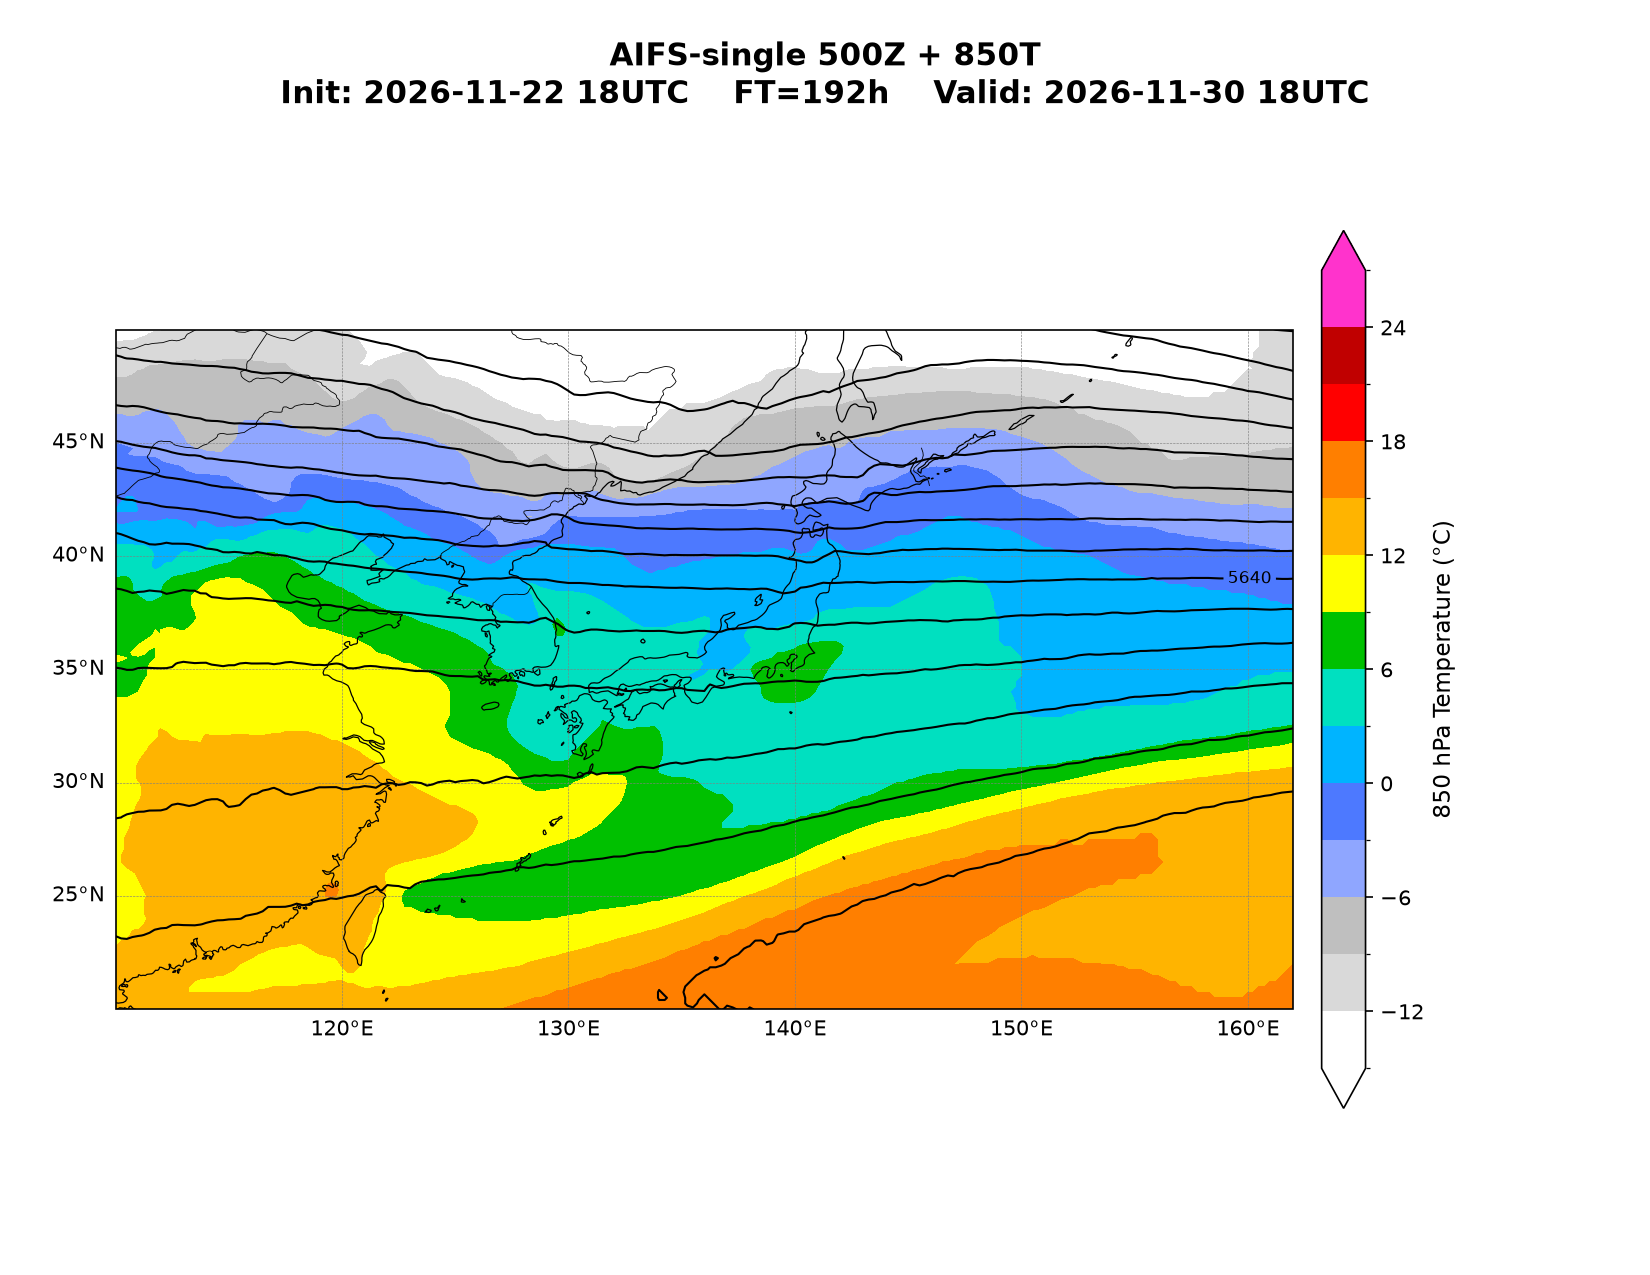 AIFS-single 500Z + 850T
Init: 2026-11-22 18UTC    FT=192h    Valid: 2026-11-30 18UTC
45°N
40°N
35°N
30°N
25°N
120°E
130°E
140°E
150°E
160°E
5640
24
18
12
6
0
−6
−12
850 hPa Temperature (°C)